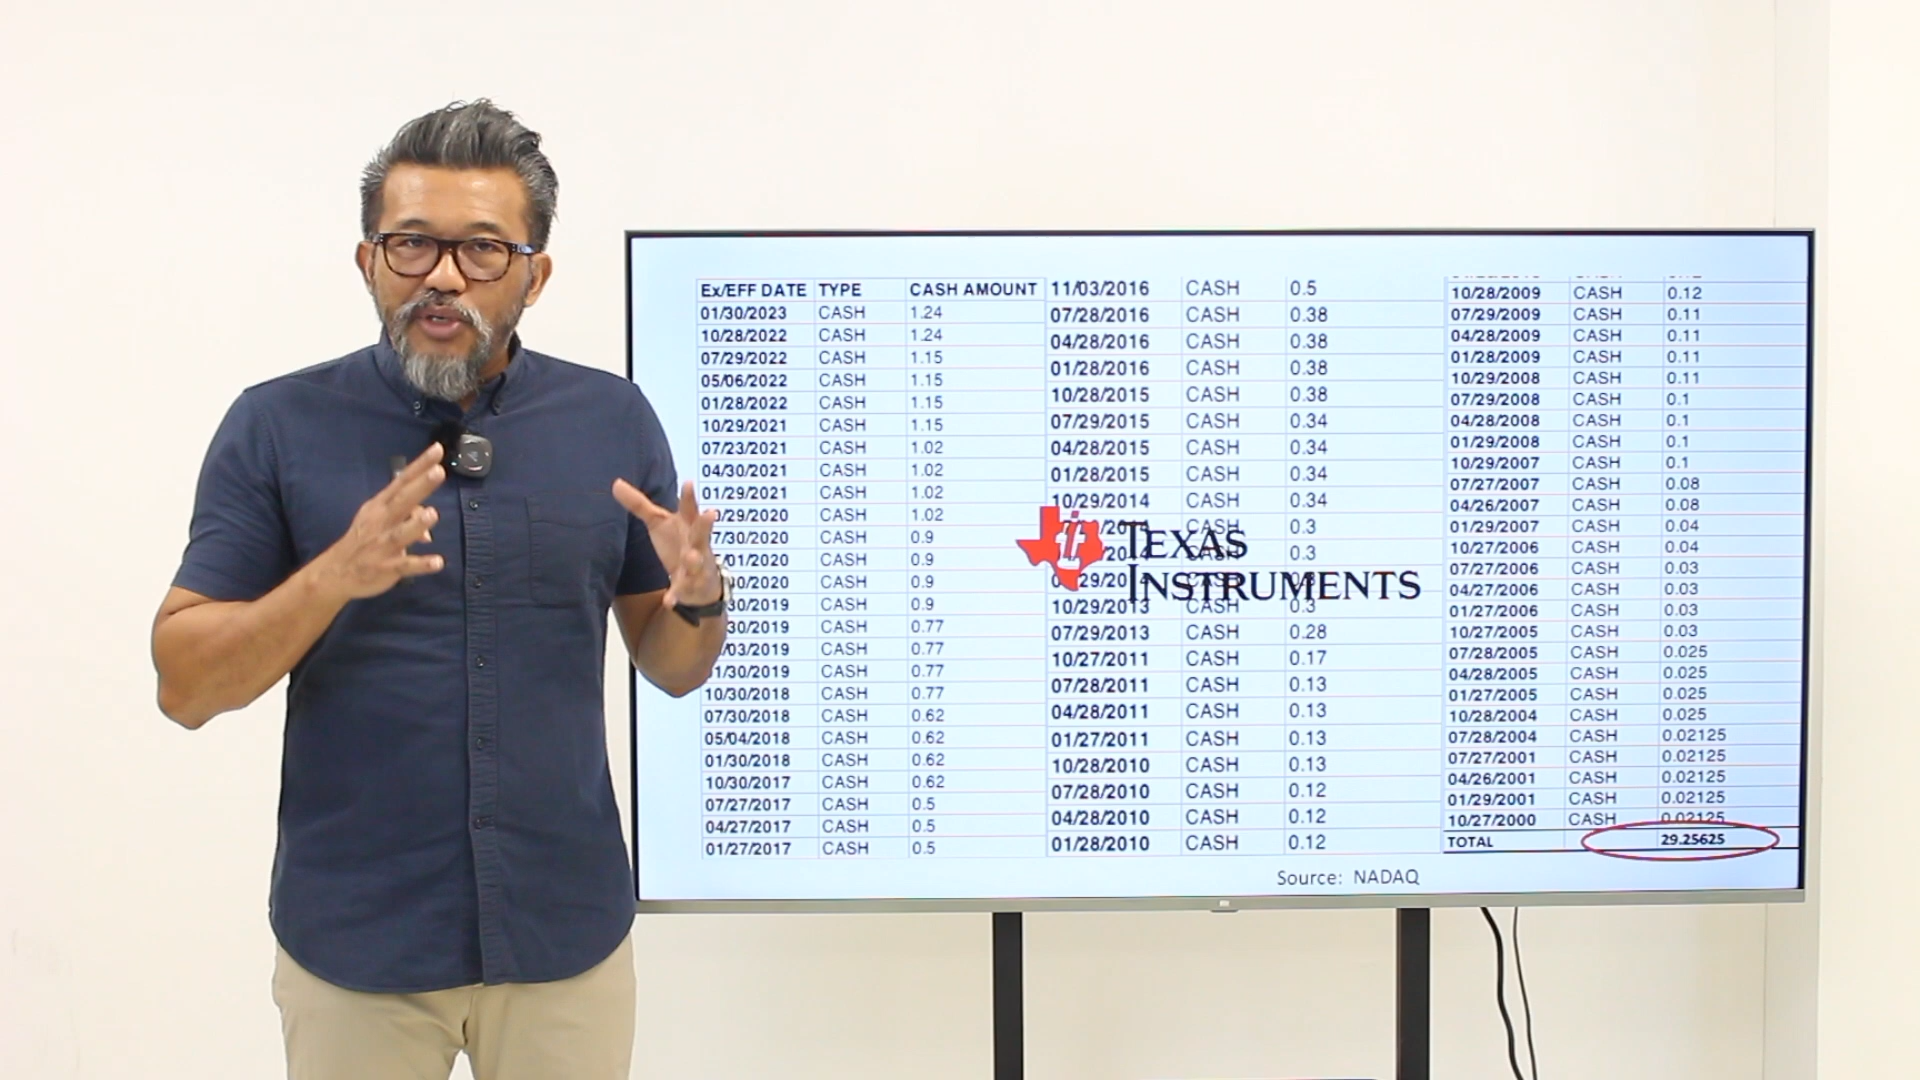 Ex/EFF DATE TYPE CASH AMOUNT
01/30/2023 CASH 1.24
10/28/2022 CASH 1.24
07/29/2022 CASH 1.15
05/06/2022 CASH 1.15
01/28/2022 CASH 1.15
10/29/2021 CASH 1.15
07/23/2021 CASH 1.02
04/30/2021 CASH 1.02
01/29/2021 CASH 1.02
/29/2020 CASH 1.02
7/30/2020 CASH 0.9
/01/2020 CASH 0.9
/2020 CASH 0.9
30/2019 CASH 0.9
30/2019 CASH 0.77
/03/2019 CASH 0.77
1/30/2019 CASH 0.77
10/30/2018 CASH 0.77
07/30/2018 CASH 0.62
05/04/2018 CASH 0.62
01/30/2018 CASH 0.62
10/30/2017 CASH 0.62
07/27/2017 CASH 0.5
04/27/2017 CASH 0.5
01/27/2017 CASH 0.5
11/03/2016 CASH 0.5
07/28/2016 CASH 0.38
04/28/2016 CASH 0.38
01/28/2016 CASH 0.38
10/28/2015 CASH 0.38
07/29/2015 CASH 0.34
04/28/2015 CASH 0.34
01/28/2015 CASH 0.34
10/29/2014 CASH 0.34
CASH 0.3
CASH 0.3
10/29/2013 CASH 0.3
07/29/2013 CASH 0.28
10/27/2011 CASH 0.17
07/28/2011 CASH 0.13
04/28/2011 CASH 0.13
01/27/2011 CASH 0.13
10/28/2010 CASH 0.13
07/28/2010 CASH 0.12
04/28/2010 CASH 0.12
01/28/2010 CASH 0.12
TEXAS
INSTRUMENTS
10/28/2009 CASH 0.12
07/29/2009 CASH 0.11
04/28/2009 CASH 0.11
01/28/2009 CASH 0.11
10/29/2008 CASH 0.11
07/29/2008 CASH 0.1
04/28/2008 CASH 0.1
01/29/2008 CASH 0.1
10/29/2007 CASH 0.1
07/27/2007 CASH 0.08
04/26/2007 CASH 0.08
01/29/2007 CASH 0.04
10/27/2006 CASH 0.04
07/27/2006 CASH 0.03
04/27/2006 CASH 0.03
01/27/2006 CASH 0.03
10/27/2005 CASH 0.03
07/28/2005 CASH 0.025
04/28/2005 CASH 0.025
01/27/2005 CASH 0.025
10/28/2004 CASH 0.025
07/28/2004 CASH 0.02125
07/27/2001 CASH 0.02125
04/26/2001 CASH 0.02125
01/29/2001 CASH 0.02125
10/27/2000 CASH 0.02125
TOTAL 29.25625
Source: NADAQ